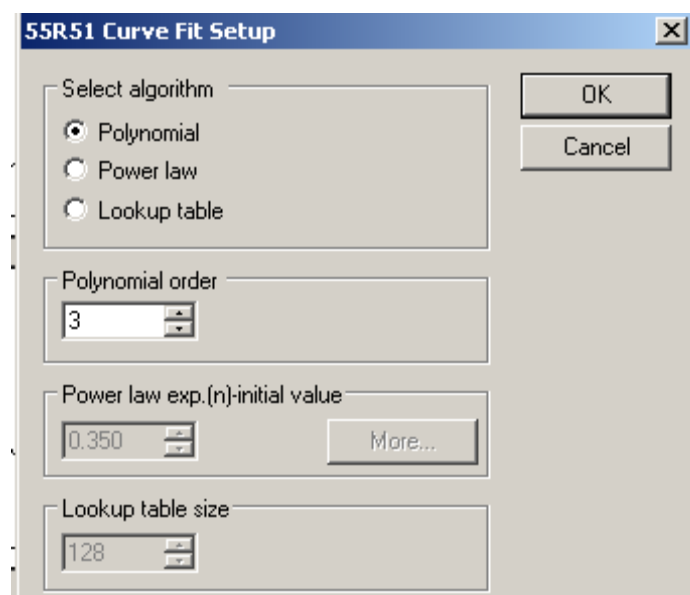 55R51 Curve Fit Setup
Select algorithm
OK
Polynomial
Cancel
Power law
Lookup table
Polynomial order
3
Power law exp.(n)-initial value
0.350
More...
Lookup table size
128